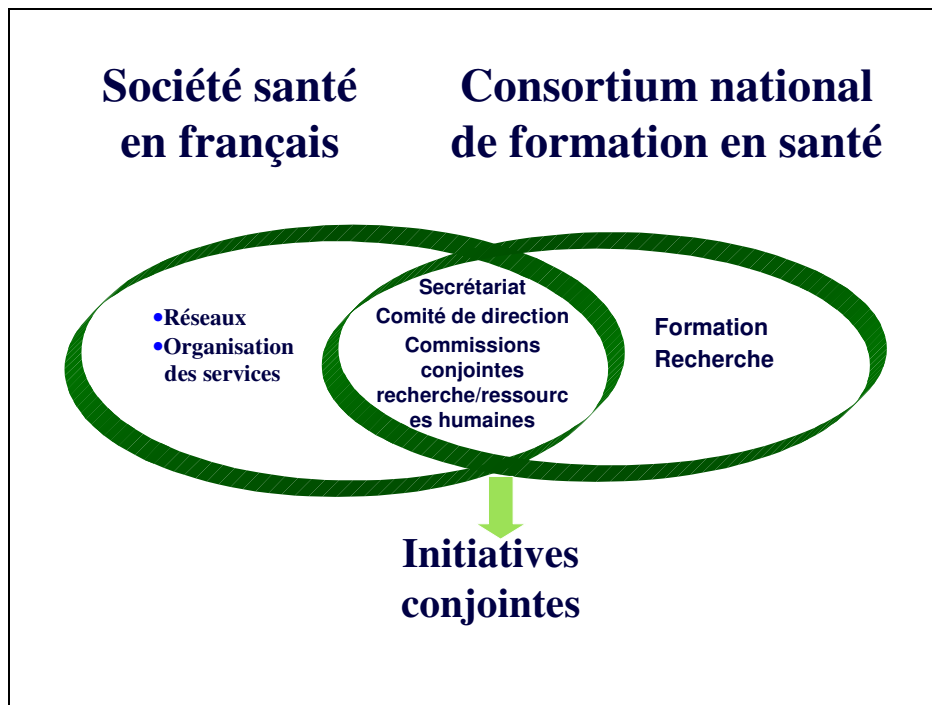 Société santé
en français
Consortium national
de formation en santé
•Réseaux
•Organisation
des services
Secrétariat
Comité de direction
Commissions
conjointes
recherche/ressourc
es humaines
Formation
Recherche
Initiatives
conjointes